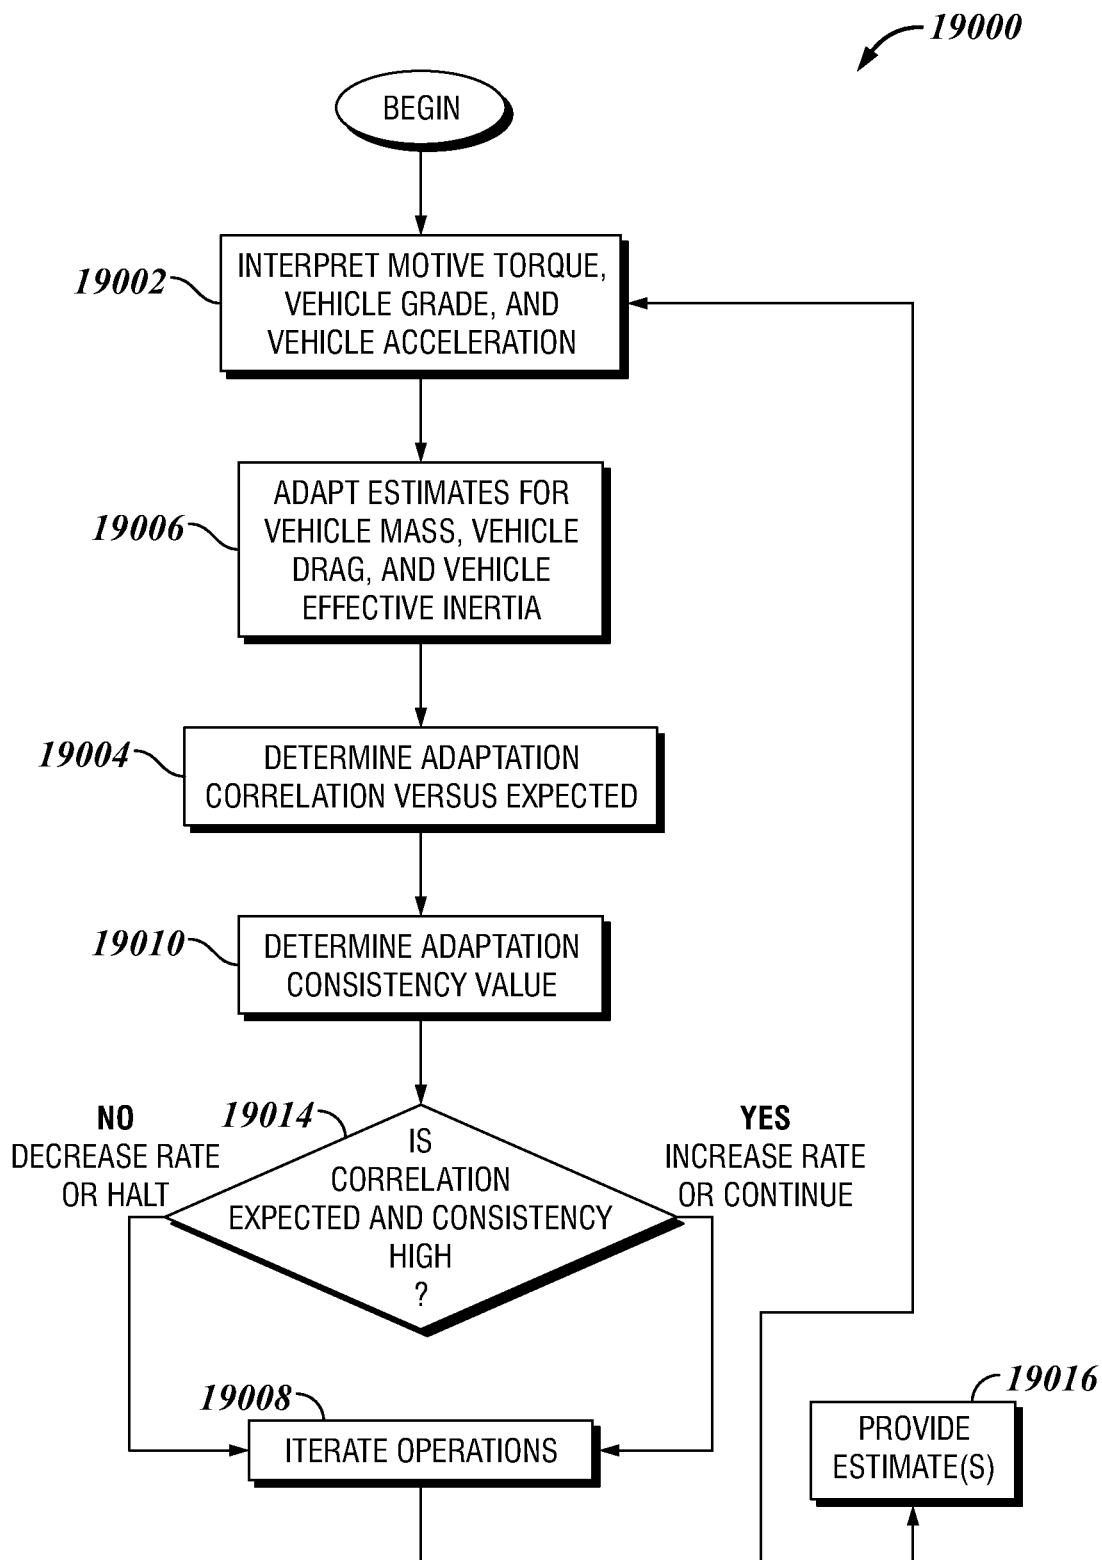 19000
BEGIN
19002
INTERPRET MOTIVE TORQUE,
VEHICLE GRADE, AND
VEHICLE ACCELERATION
19006
ADAPT ESTIMATES FOR
VEHICLE MASS, VEHICLE
DRAG, AND VEHICLE
EFFECTIVE INERTIA
19004
DETERMINE ADAPTATION
CORRELATION VERSUS EXPECTED
19010
DETERMINE ADAPTATION
CONSISTENCY VALUE
NO
DECREASE RATE
OR HALT
19014
IS
CORRELATION
EXPECTED AND CONSISTENCY
HIGH
?
YES
INCREASE RATE
OR CONTINUE
19008
ITERATE OPERATIONS
19016
PROVIDE
ESTIMATE(S)